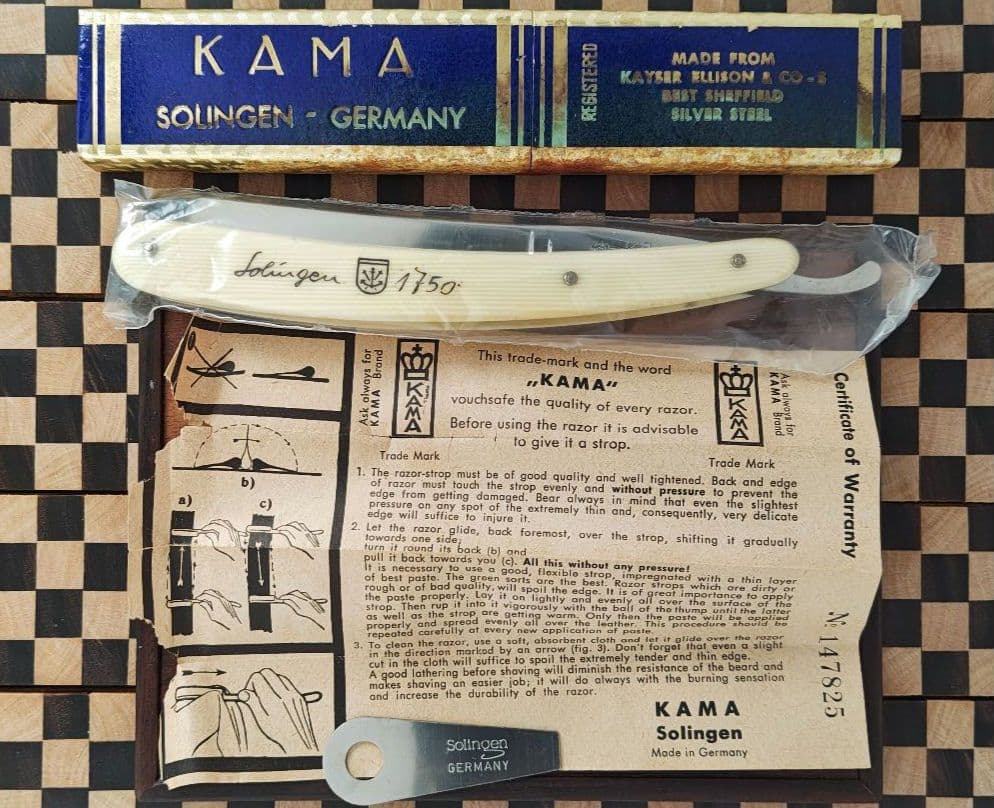 KAMA
SOLINGEN - GERMANY
REGISTERED
MADE FROM
KAYSER ELLISON & CO-S
BEST SHEFFIELD
SILVER STEEL
Solingen 1750
a)
b)
c)
Ask always for
KAMA Brand
KAMA
Trade Mark
This trade-mark and the word
„KAMA“
vouchsafe the quality of every razor.
Before using the razor it is advisable
to give it a strop.
KAMA
Ask always for
KAMA Brand
Trade Mark
1. The razor-strop must be of good quality and well tightened. Back and edge
of razor must touch the strop evenly and without pressure to prevent the
edge from getting damaged. Bear always in mind that even the slightest
pressure on any spot of the extremely thin and, consequently, very delicate
edge will suffice to injure it.
2. Let the razor glide, back foremost, over the strop, shifting it gradually
towards one side;
turn it round its back (b) and
pull it back towards you (c). All this without any pressure!
It is necessary to use a good, flexible strop, impregnated with a thin layer
of best paste. The green sorts are the best. Razor strops which are dirty or
rough or of bad quality, will spoil the edge. It is of great importance to apply
the paste properly. Lay it on lightly and evenly all over the surface of the
strop. Then rup it into it vigorously with the ball of the thump until the latter
as well as the strop are getting warm. Only then the paste will be applied
properly and spread evenly all over the leather. This procedure should be
repeated carefully at every new application of paste.
3. To clean the razor, use a soft, absorbent cloth and let it glide over the razor
in the direction marked by an arrow (fig. 3). Don't forget that even a slight
cut in the cloth will suffice to spoil the extremely tender and thin edge.
A good lathering before shaving will diminish the resistance of the beard and
makes shaving an easier job; it will do always with the burning sensation
and increase the durability of the razor.
KAMA
Solingen
Made in Germany
Certificate of Warranty
№ 147825
Solingen
GERMANY